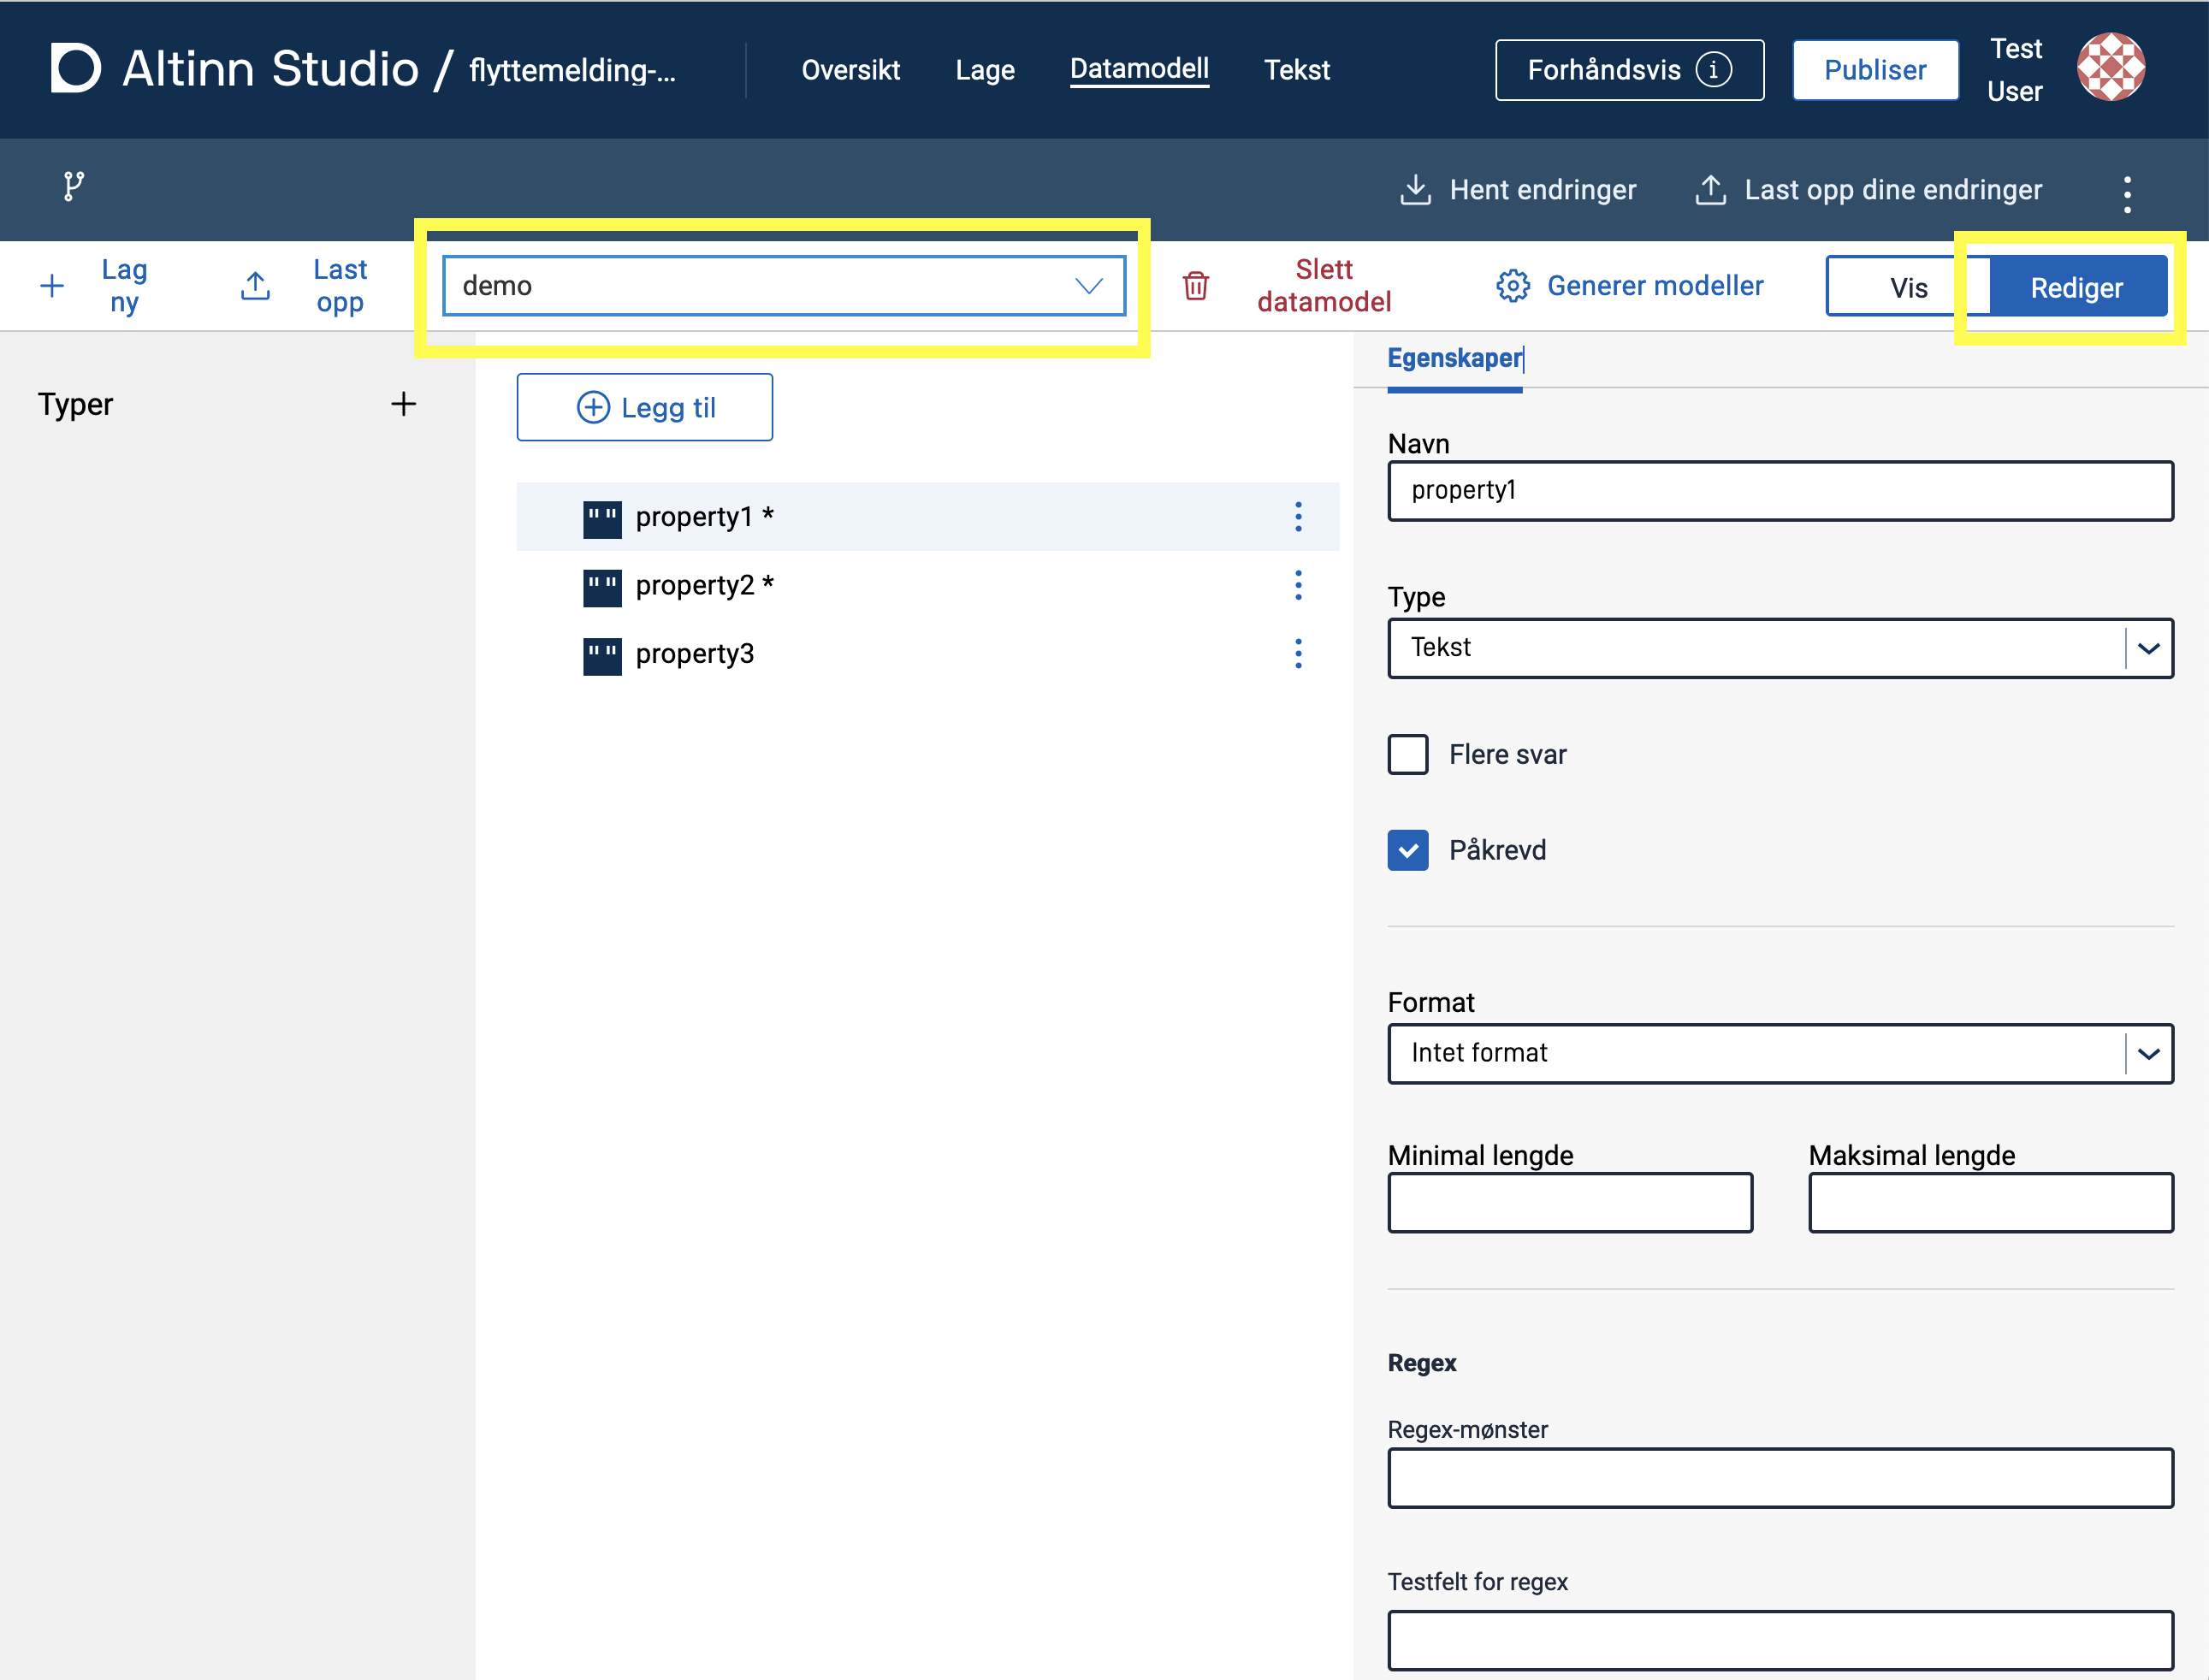 Altinn Studio / flyttemelding-...
Oversikt
Lage
Datamodell
Tekst
Forhåndsvis
Publiser
Test
User
Hent endringer
Last opp dine endringer
Lag
ny
Last
opp
demo
Slett
datamodel
Generer modeller
Vis
Rediger
Typer
Legg til
property1 *
property2 *
property3
Egenskaper
Navn
property1
Type
Tekst
Flere svar
Påkrevd
Format
Intet format
Minimal lengde
Maksimal lengde
Regex
Regex-mønster
Testfelt for regex